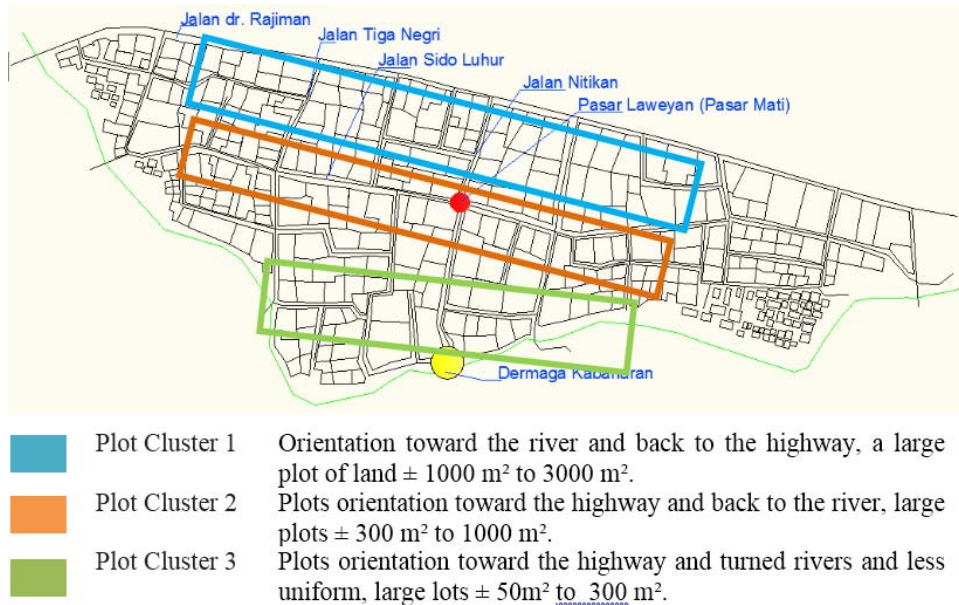 Jalan dr. Rajiman
Jalan Tiga Negri
Jalan Sido Luhur
Jalan Nitikan
Pasar Laweyan (Pasar Mati)
Dermaga Kabanaran
Plot Cluster 1 Orientation toward the river and back to the highway, a large
plot of land ± 1000 m² to 3000 m².
Plot Cluster 2 Plots orientation toward the highway and back to the river, large
plots ± 300 m² to 1000 m².
Plot Cluster 3 Plots orientation toward the highway and turned rivers and less
uniform, large lots ± 50m² to 300 m².